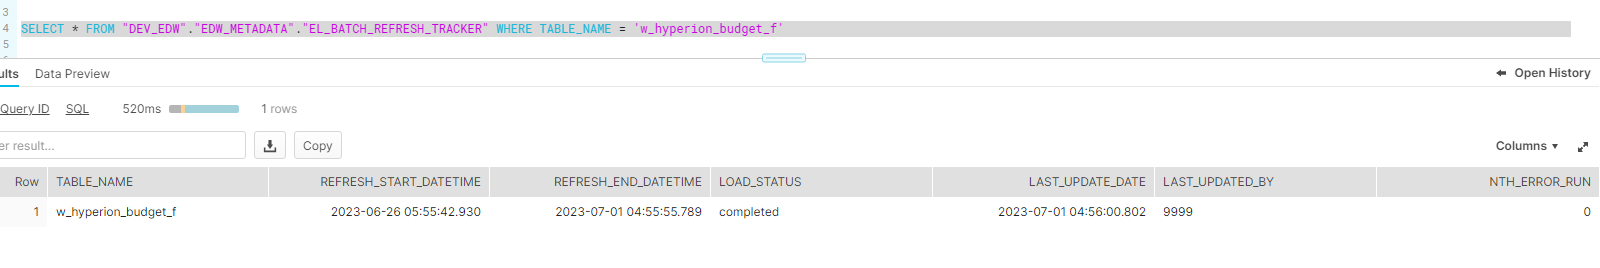 3
4 SELECT * FROM "DEV_EDW"."EDW_METADATA"."EL_BATCH_REFRESH_TRACKER" WHERE TABLE_NAME = 'w_hyperion_budget_f'
5
ults Data Preview Open History
Query ID SQL 520ms 1 rows
er result... Copy Columns
Row TABLE_NAME REFRESH_START_DATETIME REFRESH_END_DATETIME LOAD_STATUS LAST_UPDATE_DATE LAST_UPDATED_BY NTH_ERROR_RUN
1 w_hyperion_budget_f 2023-06-26 05:55:42.930 2023-07-01 04:55:55.789 completed 2023-07-01 04:56:00.802 9999 0